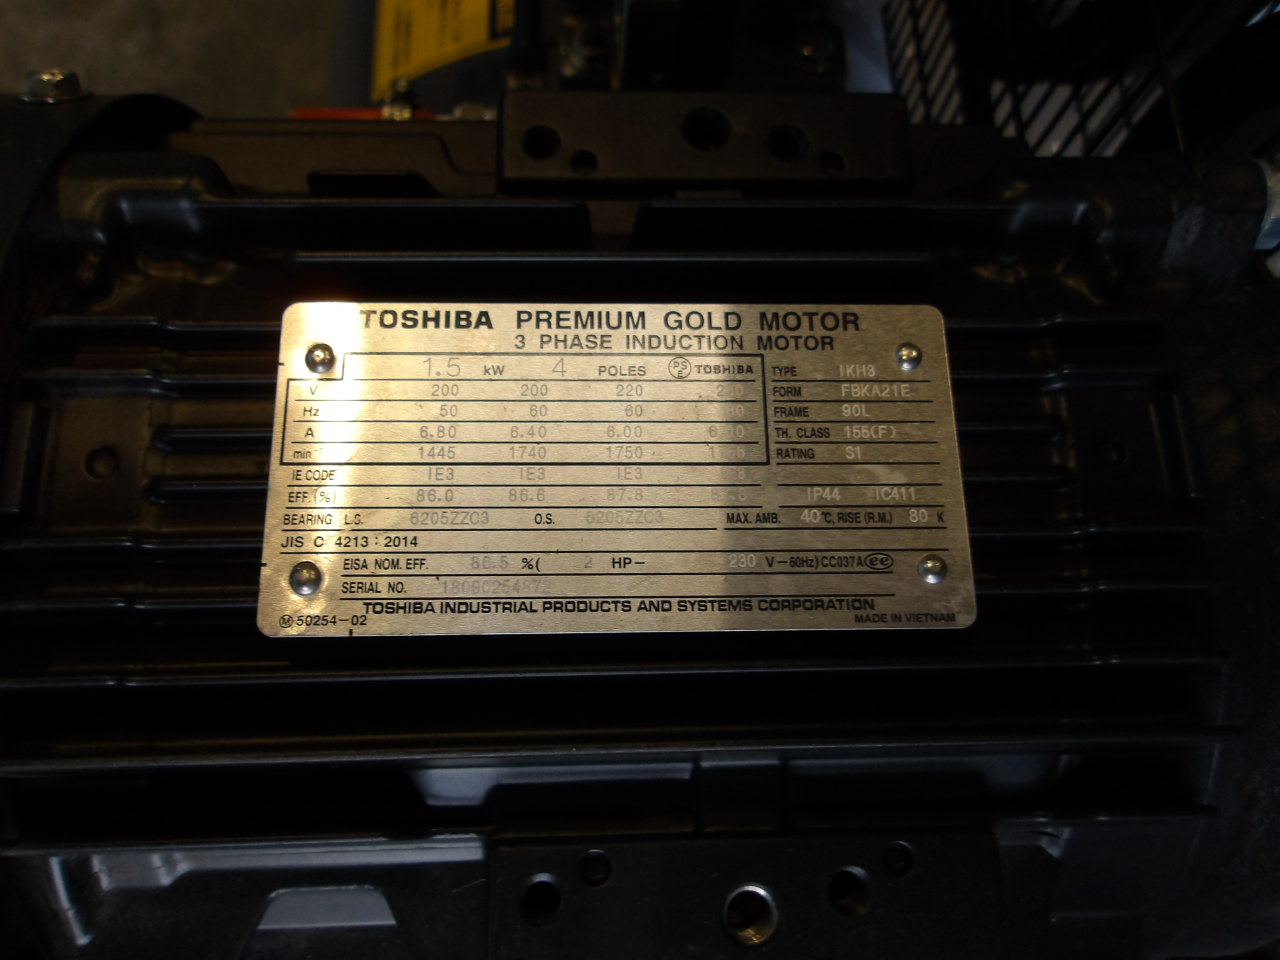 TOSHIBA PREMIUM GOLD MOTOR
3 PHASE INDUCTION MOTOR
1.5 kW 4 POLES PSE TOSHIBA
V 200 200 220
Hz 50 60 60
A 6.80 6.40 6.00
min⁻¹ 1445 1740 1750
IE CODE IE3 IE3 IE3
EFF.(%) 86.0 86.6 87.8
BEARING L.S. 6205ZZC3 O.S. 6205ZZC3
TYPE IKH3
FORM FBKA21E
FRAME 90L
TH. CLASS 155(F)
RATING S1
IP44 IC411
MAX. AMB. 40℃, RISE (R.M.) 80 K
JIS C 4213 : 2014
EISA NOM. EFF. 86.5 %( 2 HP- 230 V-60Hz) CC037A ee
SERIAL NO.
TOSHIBA INDUSTRIAL PRODUCTS AND SYSTEMS CORPORATION
Ⓜ 50254-02 MADE IN VIETNAM